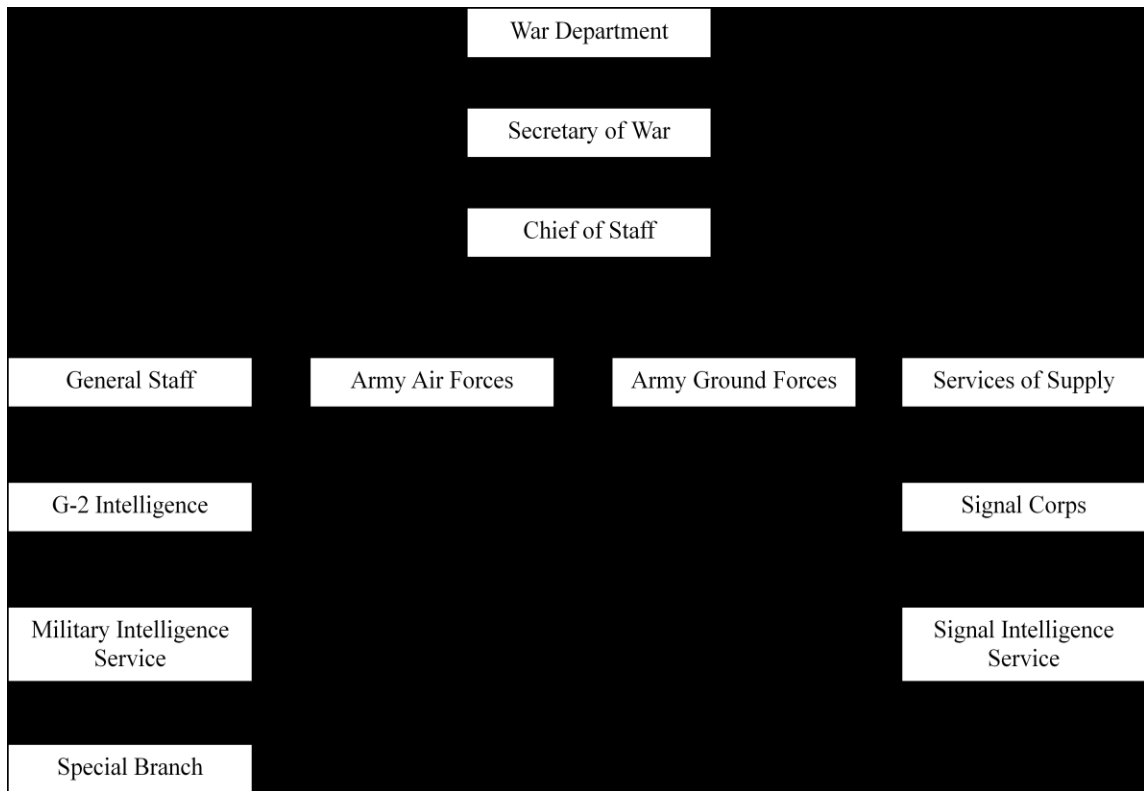 War Department
Secretary of War
Chief of Staff
General Staff
Army Air Forces
Army Ground Forces
Services of Supply
G-2 Intelligence
Signal Corps
Military Intelligence
Service
Signal Intelligence
Service
Special Branch